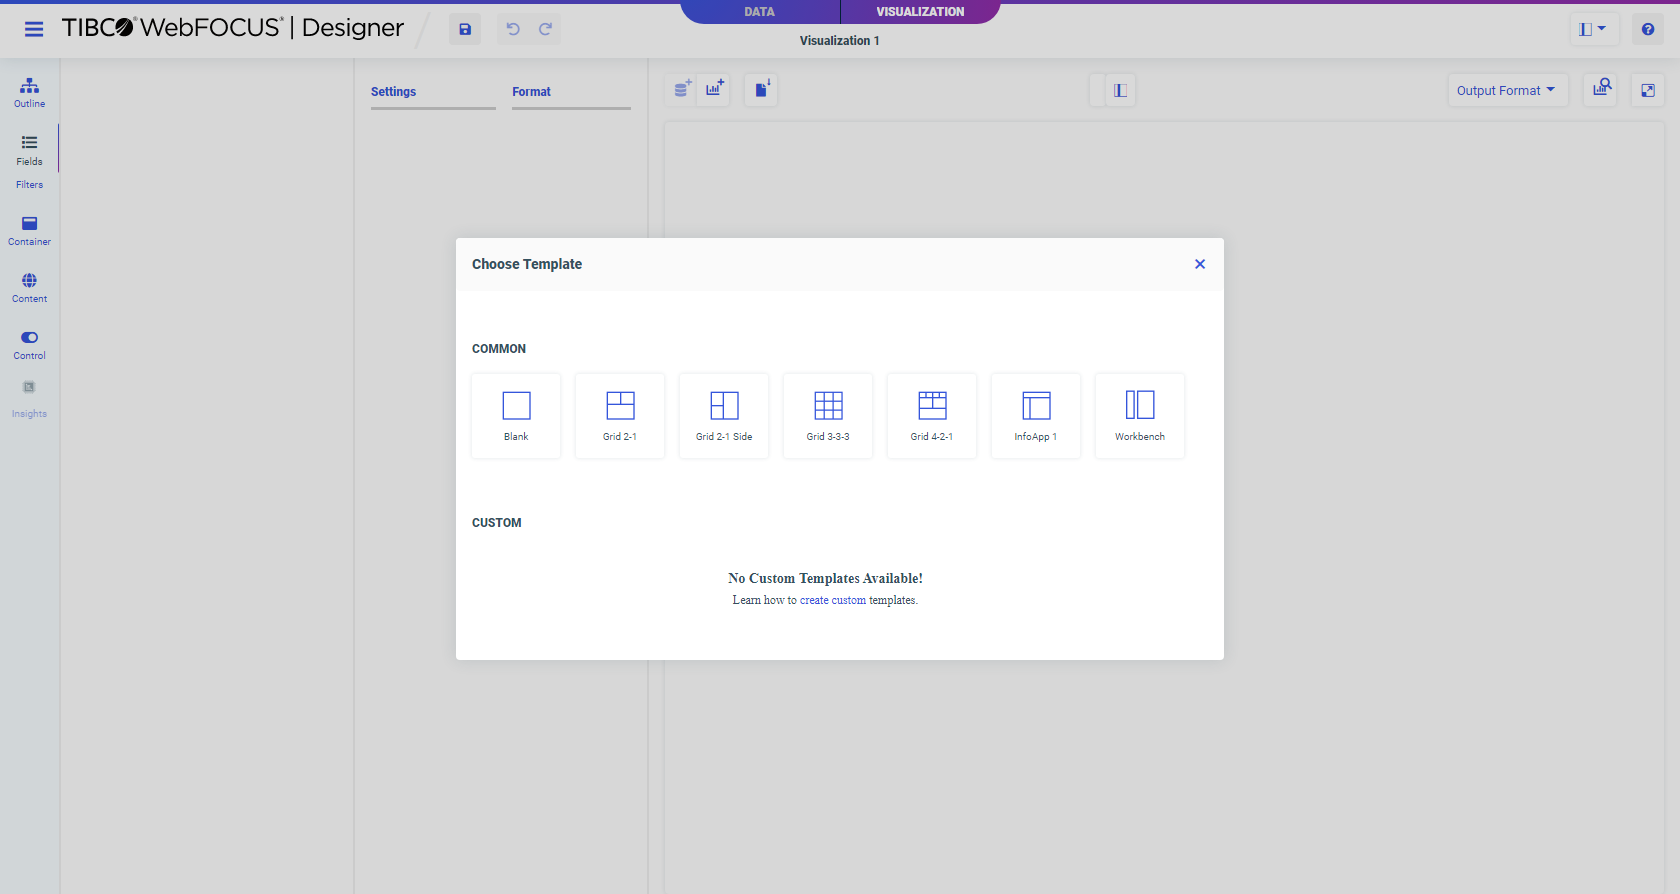 TIBCO® WebFOCUS® | Designer
DATA
VISUALIZATION
Visualization 1
Outline
Fields
Filters
Container
Content
Control
Insights
Settings
Format
Output Format
Choose Template
COMMON
Blank
Grid 2-1
Grid 2-1 Side
Grid 3-3-3
Grid 4-2-1
InfoApp 1
Workbench
CUSTOM
No Custom Templates Available!
Learn how to create custom templates.